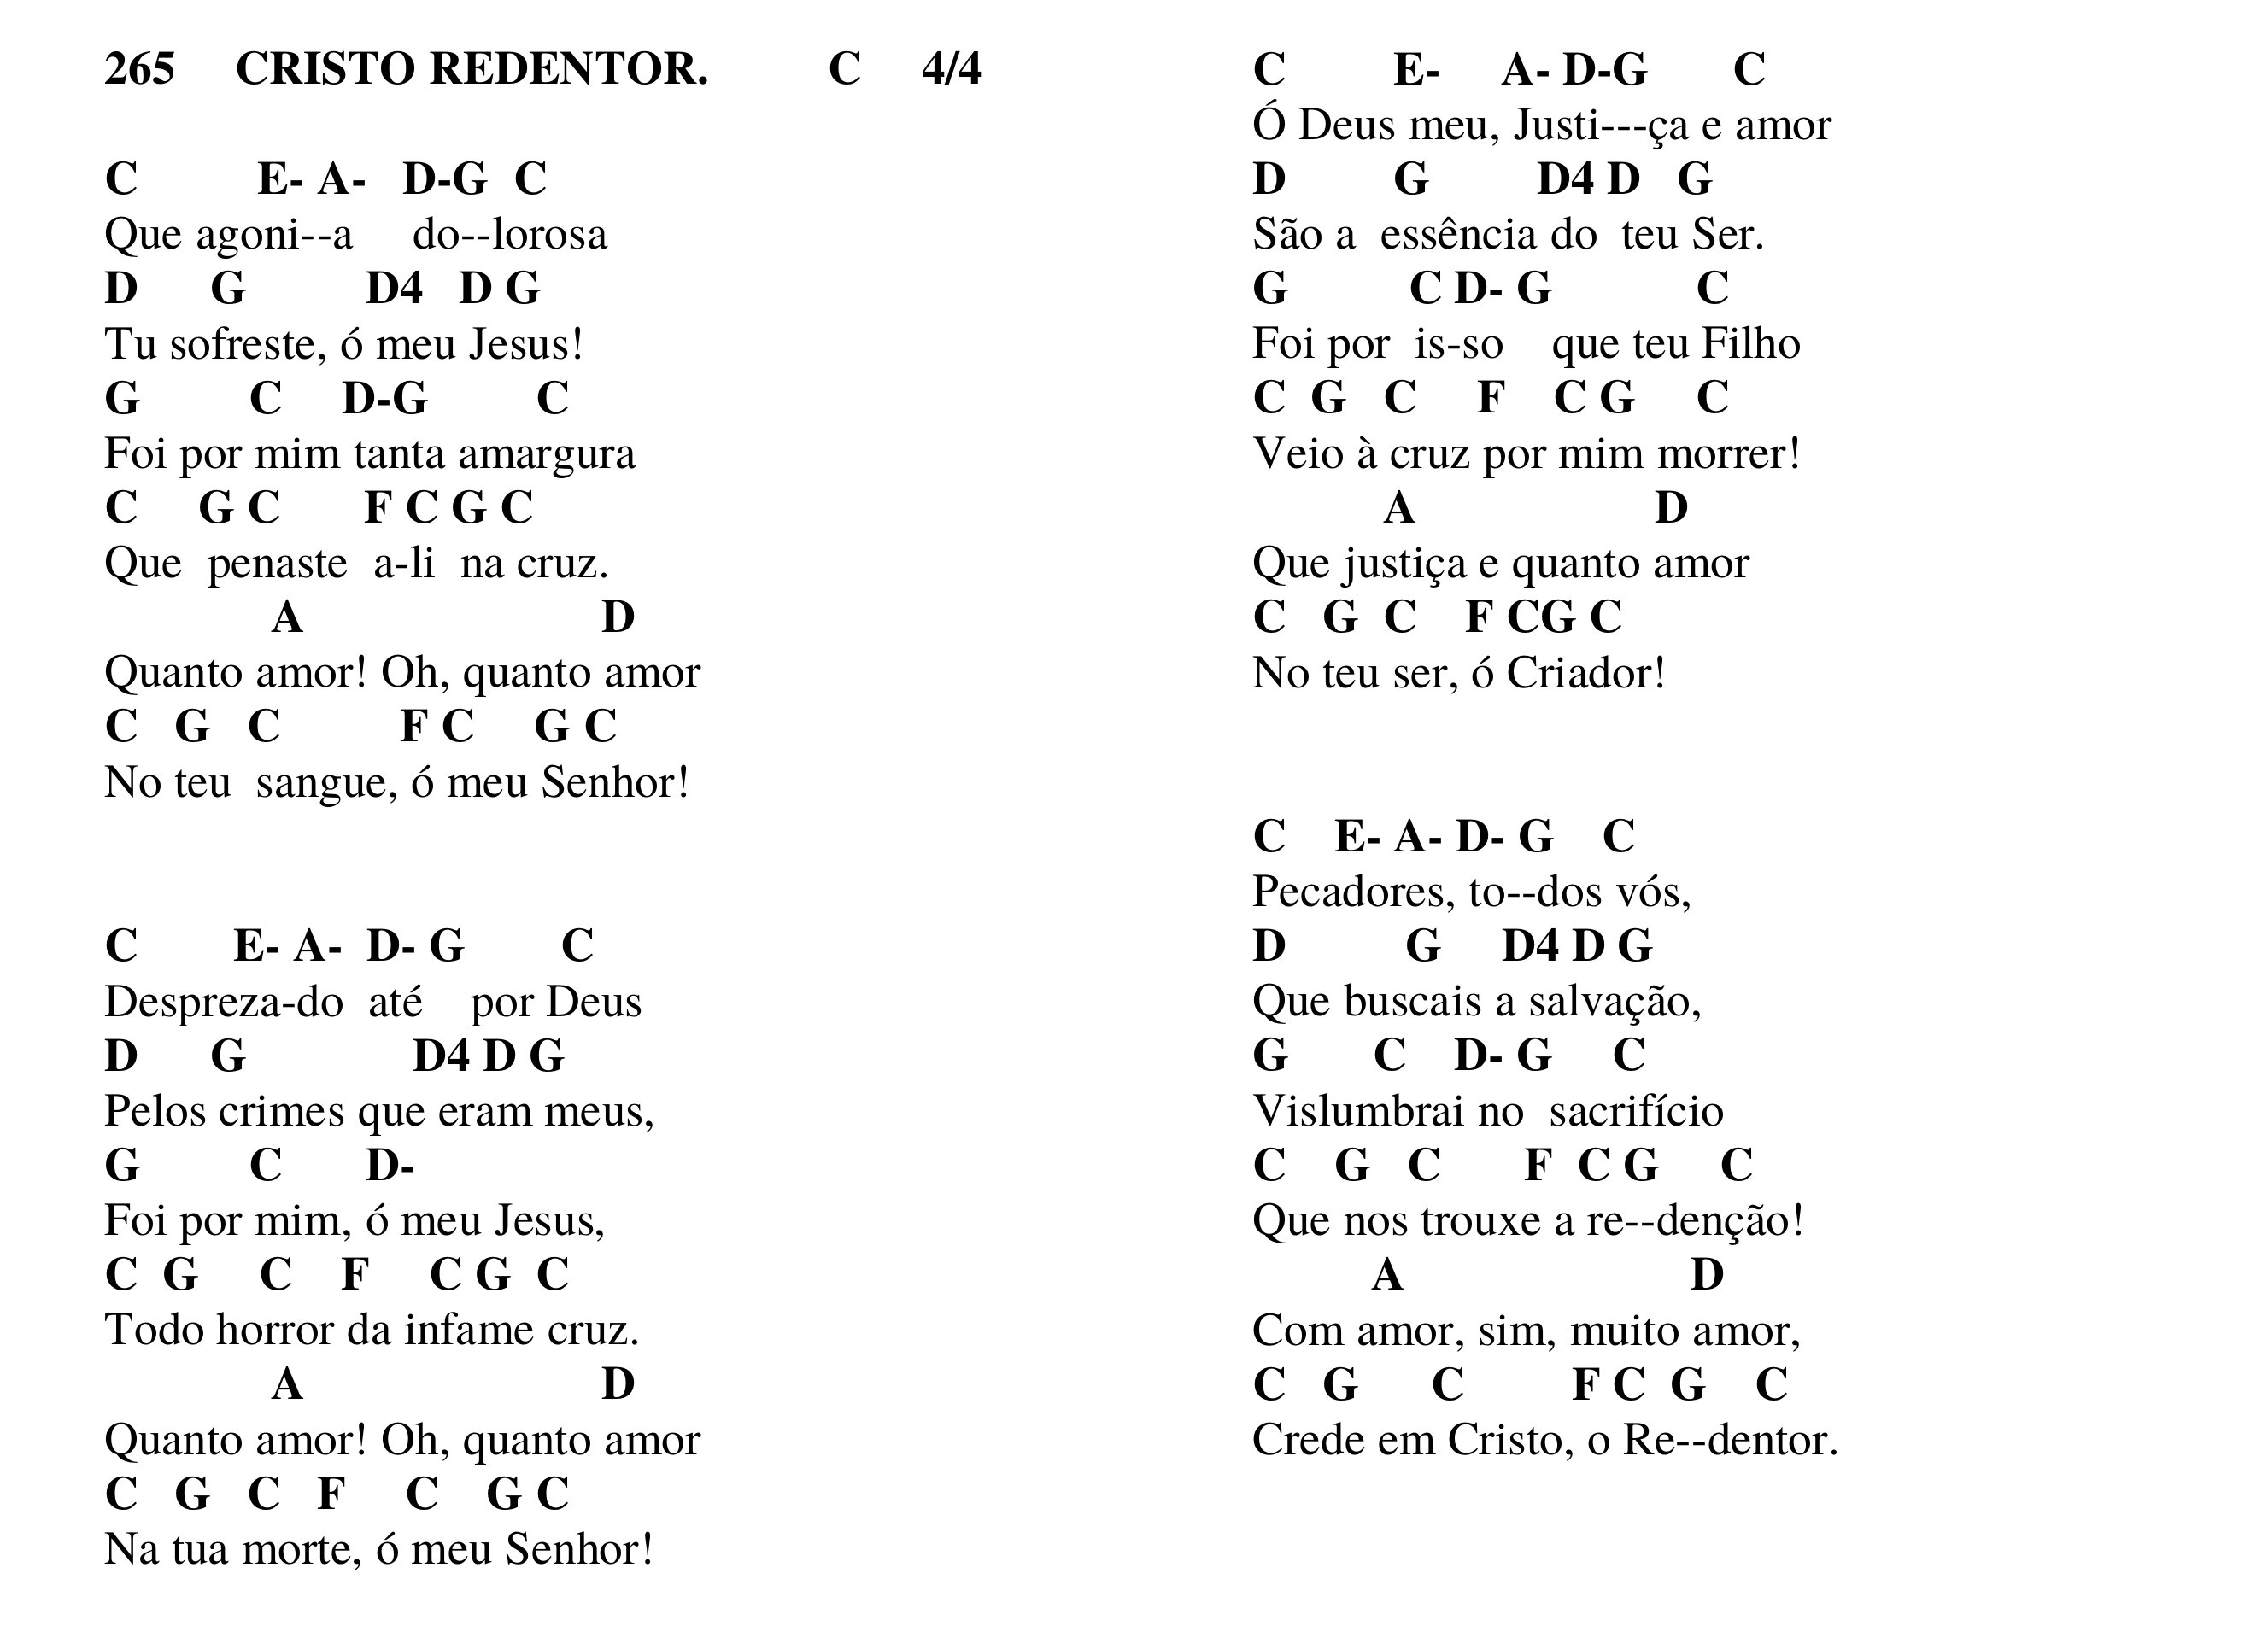 265     CRISTO REDENTOR.          C     4/4
C          E- A-   D-G  C
Que agoni--a     do--lorosa
D      G          D4   D G
Tu sofreste, ó meu Jesus!
G         C     D-G         C
Foi por mim tanta amargura
C     G C       F C G C
Que  penaste  a-li  na cruz.
              A                         D
Quanto amor! Oh, quanto amor
C   G   C          F C     G C
No teu  sangue, ó meu Senhor!
C        E- A-  D- G        C
Despreza-do  até    por Deus
D      G              D4 D G
Pelos crimes que eram meus,
G         C       D-
Foi por mim, ó meu Jesus,
C  G     C    F     C G  C
Todo horror da infame cruz.
              A                         D
Quanto amor! Oh, quanto amor
C   G   C   F     C    G C
Na tua morte, ó meu Senhor!
C         E-     A- D-G       C
Ó Deus meu, Justi---ça e amor
D         G         D4 D   G
São a  essência do  teu Ser.
G          C D- G            C
Foi por  is-so    que teu Filho
C  G   C     F    C G     C
Veio à cruz por mim morrer!
           A                    D
Que justiça e quanto amor
C   G  C    F CG C
No teu ser, ó Criador!
C    E- A- D- G    C
Pecadores, to--dos vós,
D          G     D4 D G
Que buscais a salvação,
G       C    D- G     C
Vislumbrai no  sacrifício
C    G   C       F  C G     C
Que nos trouxe a re--denção!
          A                        D
Com amor, sim, muito amor,
C   G      C         F C  G    C
Crede em Cristo, o Re--dentor.